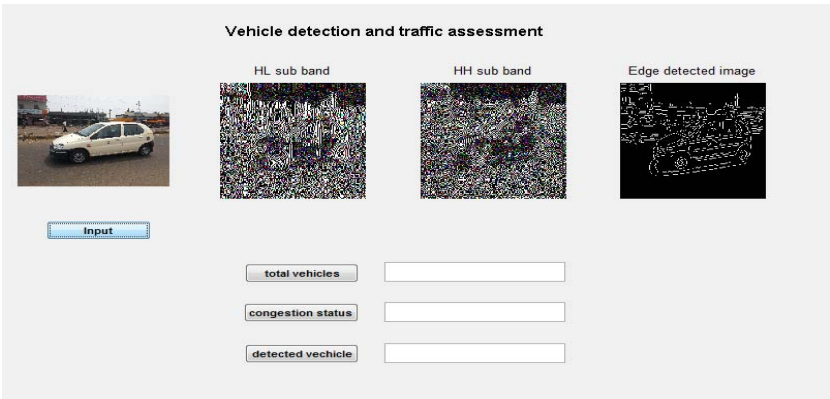 Vehicle detection and traffic assessment
HL sub band
HH sub band
Edge detected image
Input
total vehicles
congestion status
detected vechicle